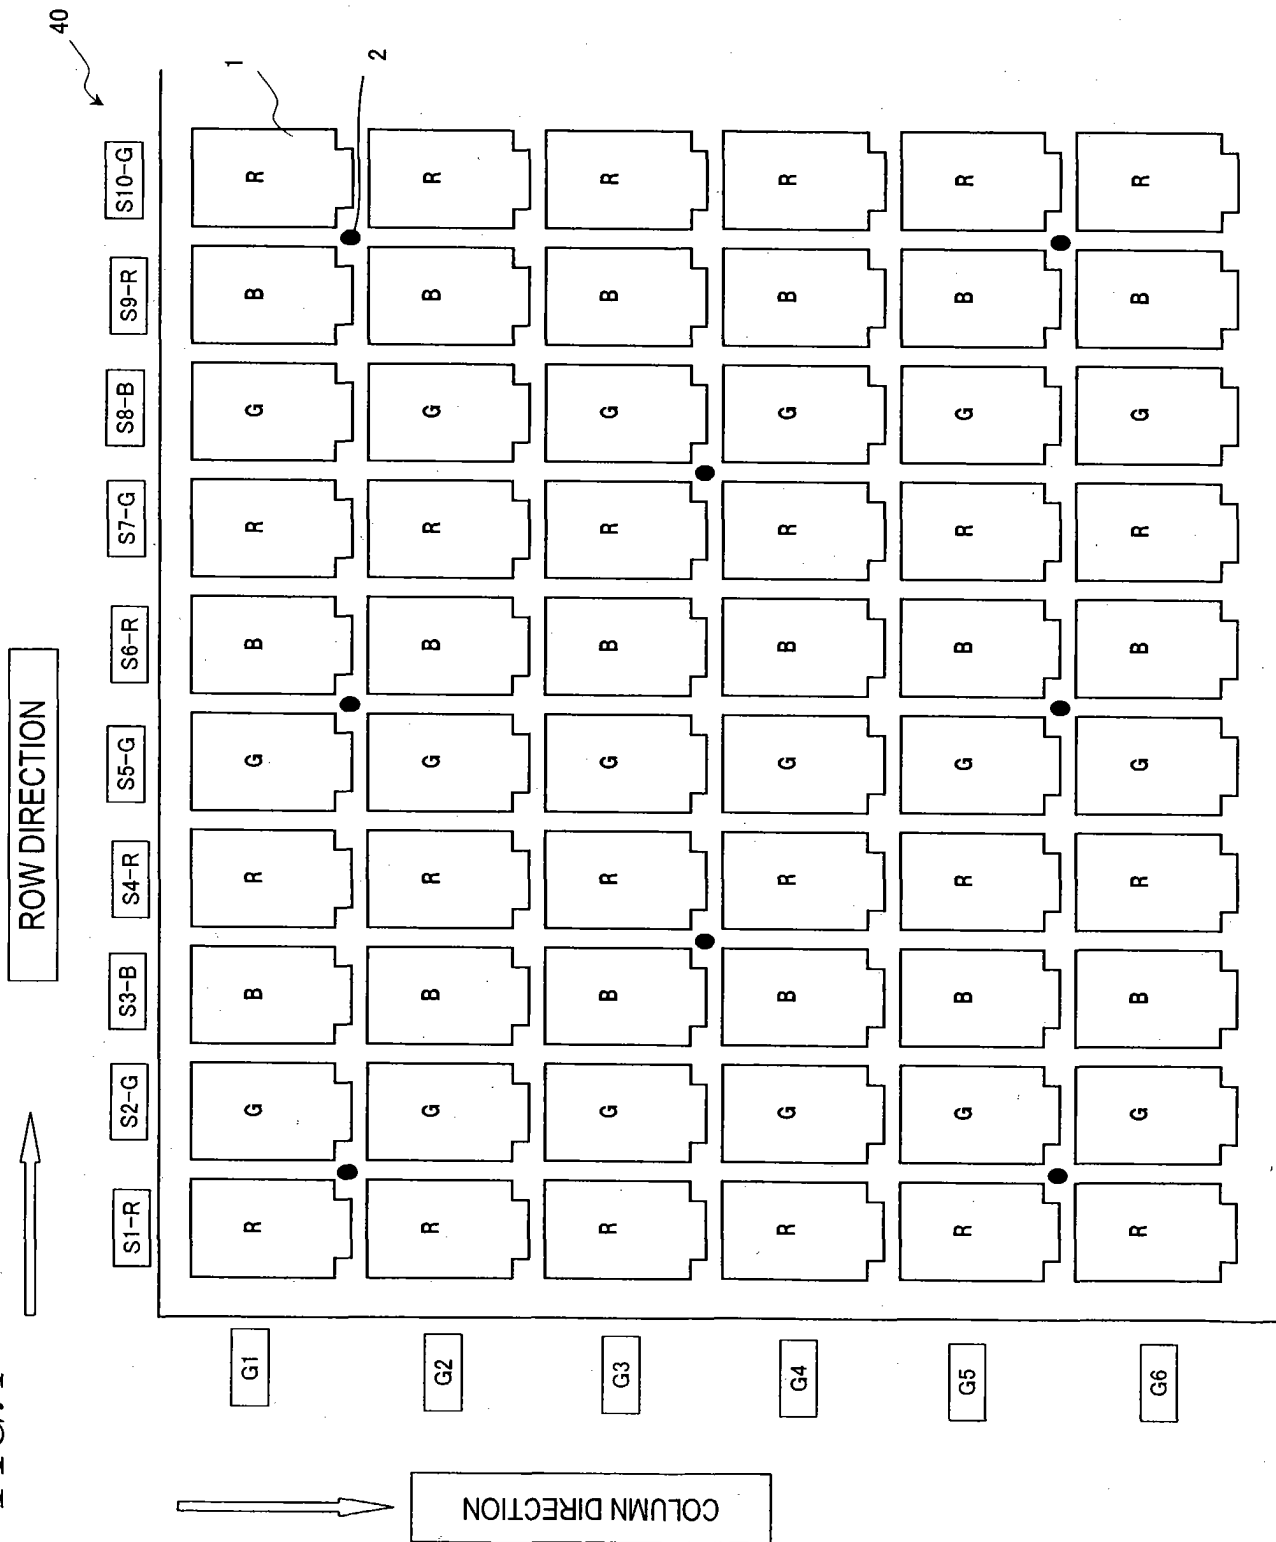 ROW DIRECTION
40
S1-R S2-G S3-B S4-R S5-G S6-R S7-G S8-B S9-R S10-G
1
2
G1 R G B R G B R G B R
G2 R G B R G B R G B R
G3 R G B R G B R G B R
G4 R G B R G B R G B R
G5 R G B R G B R G B R
G6 R G B R G B R G B R
COLUMN DIRECTION